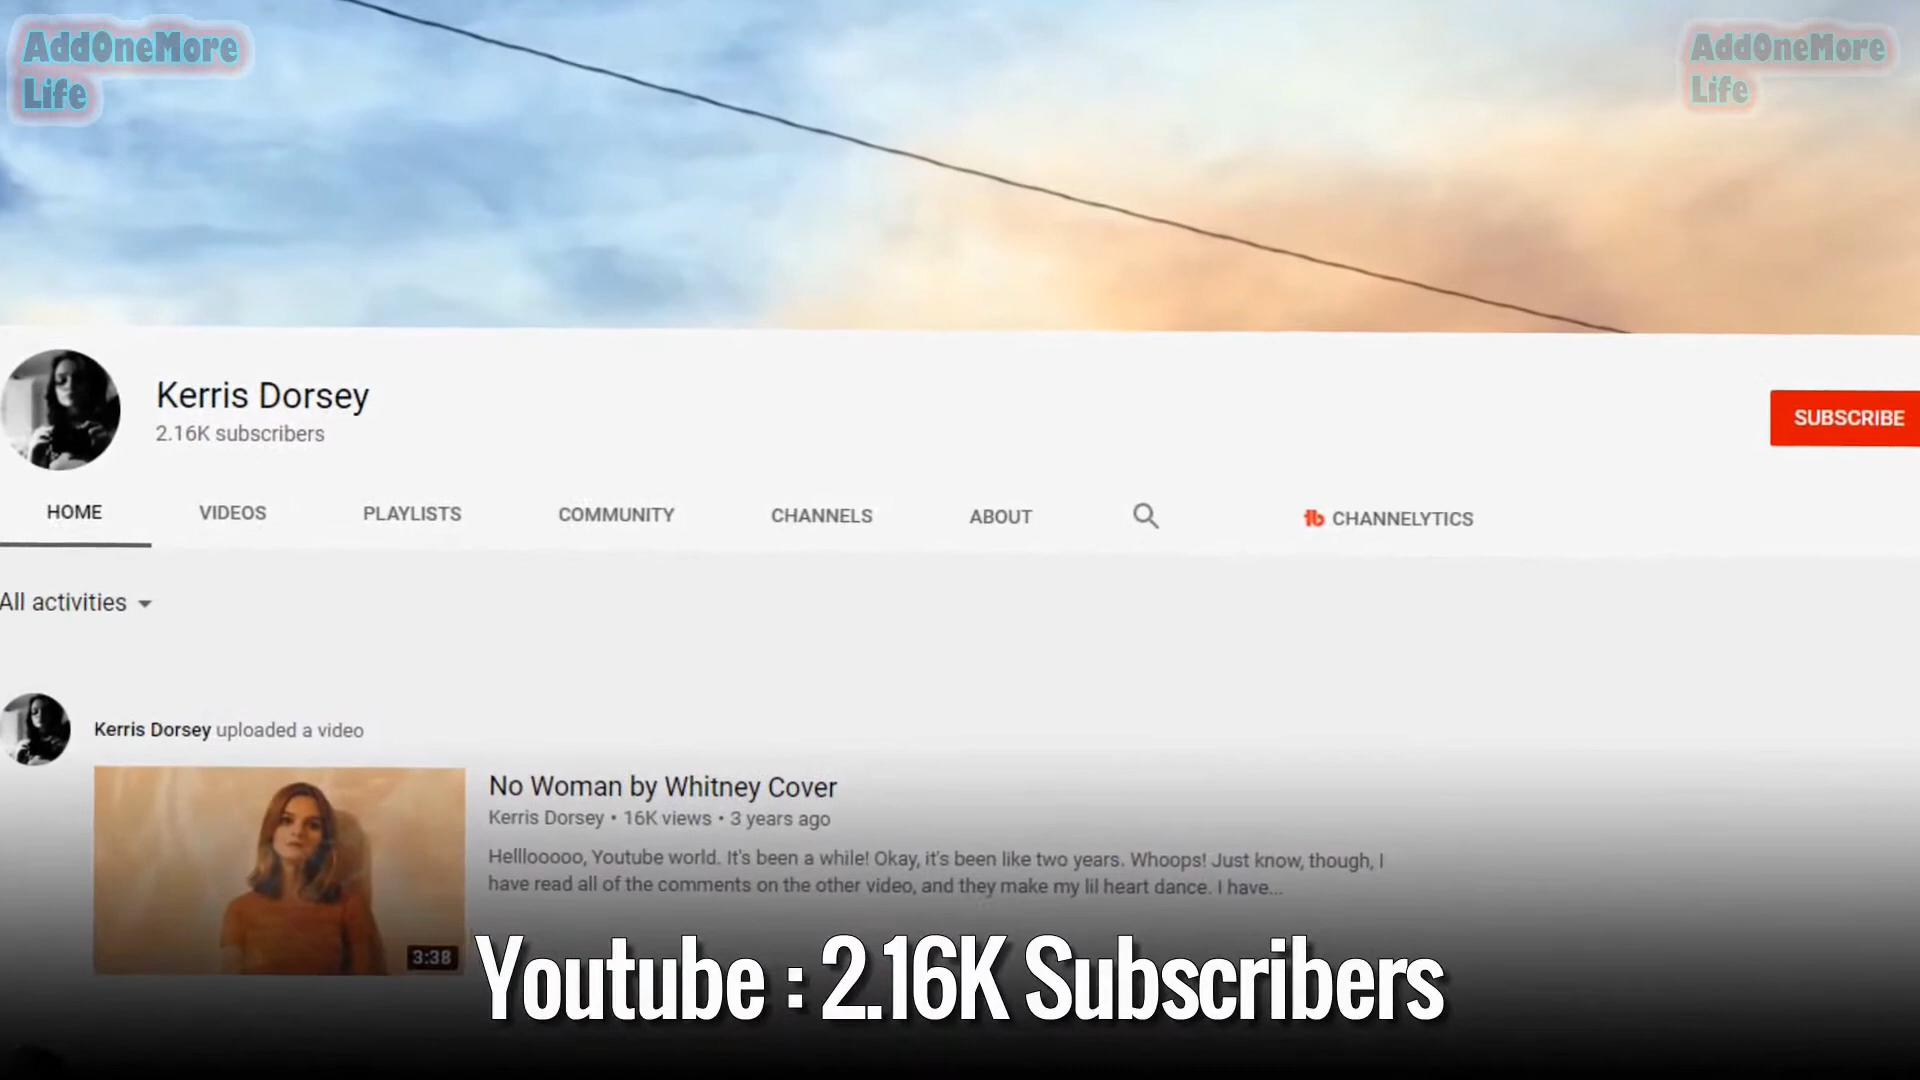 AddOneMore
Life
AddOneMore
Life
Kerris Dorsey
2.16K subscribers
SUBSCRIBE
HOME
VIDEOS
PLAYLISTS
COMMUNITY
CHANNELS
ABOUT
CHANNELYTICS
All activities
Kerris Dorsey uploaded a video
No Woman by Whitney Cover
Kerris Dorsey • 16K views • 3 years ago
Helllooooo, Youtube world. It's been a while! Okay, it's been like two years. Whoops! Just know, though, I
have read all of the comments on the other video, and they make my lil heart dance. I have...
3:38
Youtube : 2.16K Subscribers